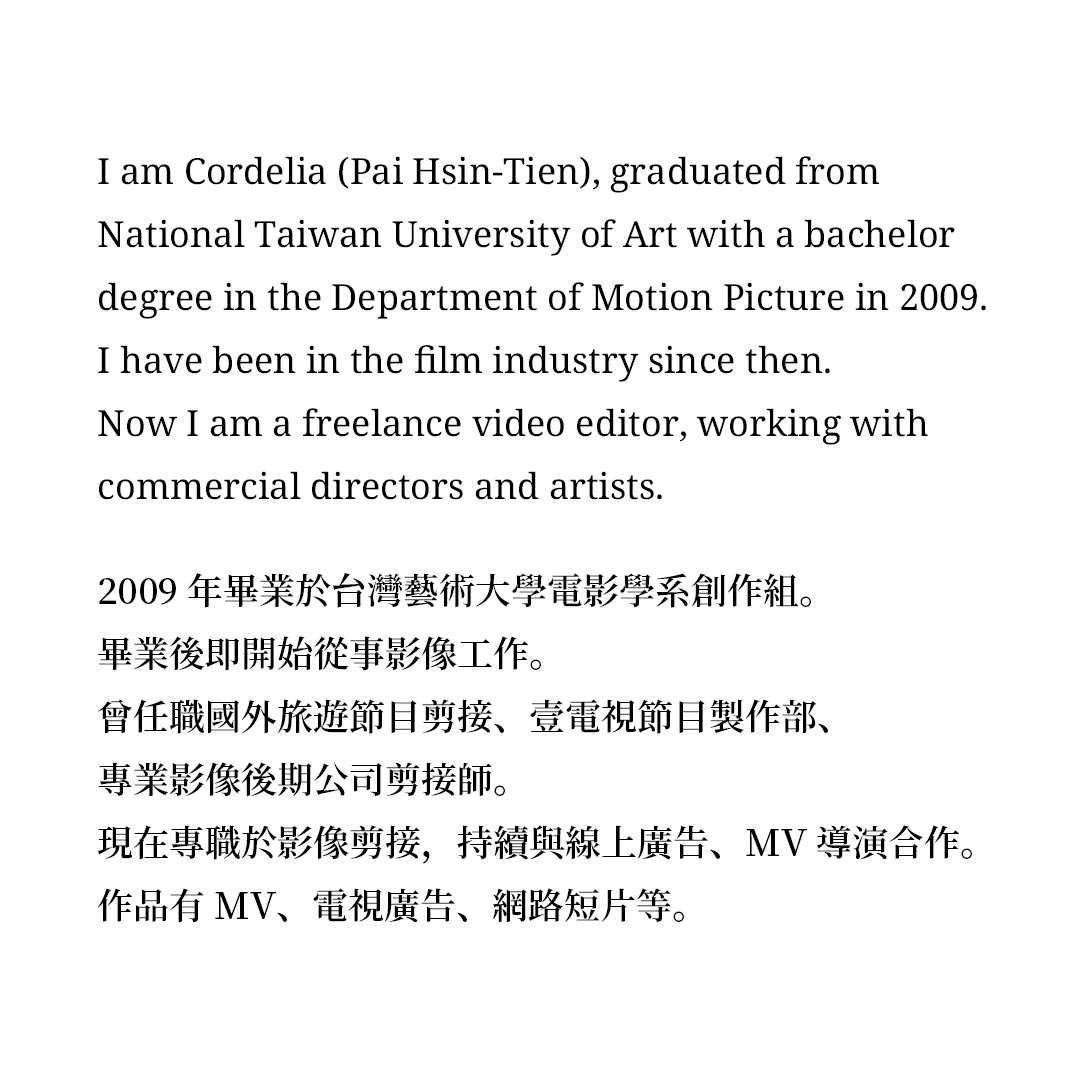 I am Cordelia (Pai Hsin-Tien), graduated from
National Taiwan University of Art with a bachelor
degree in the Department of Motion Picture in 2009.
I have been in the film industry since then.
Now I am a freelance video editor, working with
commercial directors and artists.
2009 年畢業於台灣藝術大學電影學系創作組。
畢業後即開始從事影像工作。
曾任職國外旅遊節目剪接、壹電視節目製作部、
專業影像後期公司剪接師。
現在專職於影像剪接，持續與線上廣告、MV 導演合作。
作品有 MV、電視廣告、網路短片等。